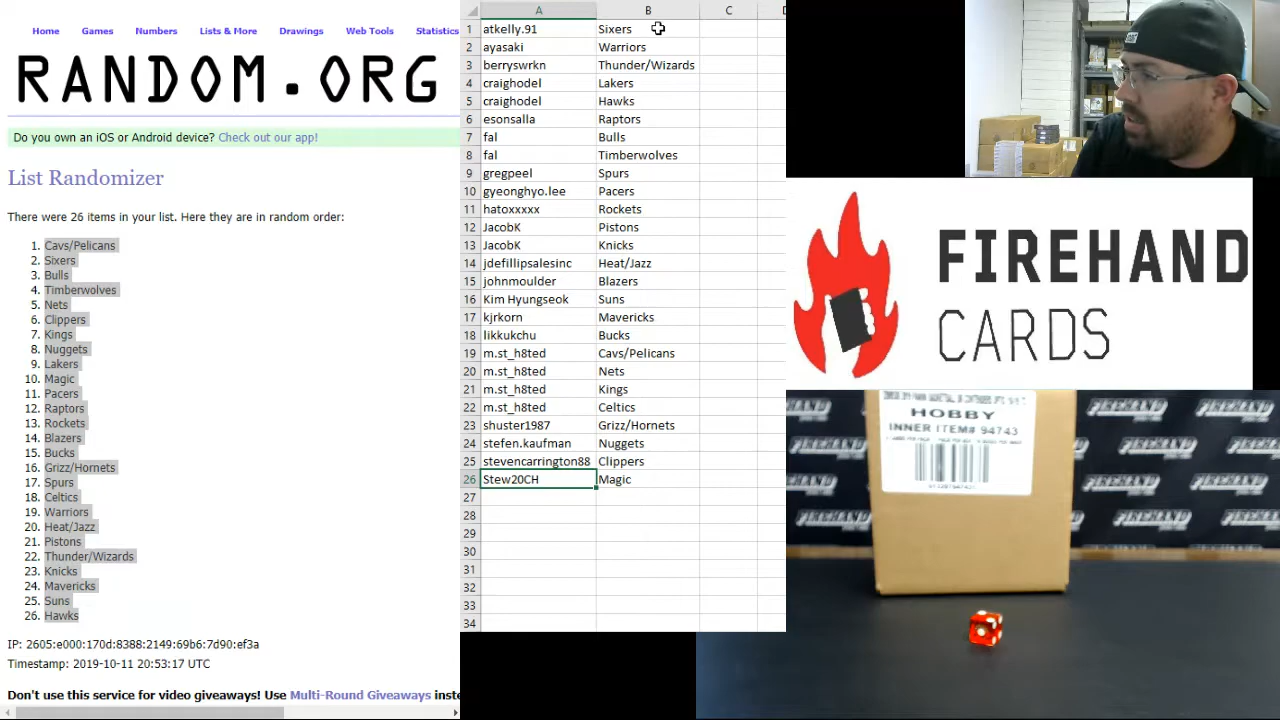 Home Games Numbers Lists & More Drawings Web Tools Statistics
RANDOM.ORG
Do you own an iOS or Android device? Check out our app!
List Randomizer
There were 26 items in your list. Here they are in random order:
1. Cavs/Pelicans
2. Sixers
3. Bulls
4. Timberwolves
5. Nets
6. Clippers
7. Kings
8. Nuggets
9. Lakers
10. Magic
11. Pacers
12. Raptors
13. Rockets
14. Blazers
15. Bucks
16. Grizz/Hornets
17. Spurs
18. Celtics
19. Warriors
20. Heat/Jazz
21. Pistons
22. Thunder/Wizards
23. Knicks
24. Mavericks
25. Suns
26. Hawks
IP: 2605:e000:170d:8388:2149:69b6:7d90:ef3a
Timestamp: 2019-10-11 20:53:17 UTC
Don't use this service for video giveaways! Use Multi-Round Giveaways inste
A B C D
1 atkelly.91 Sixers
2 ayasaki Warriors
3 berryswrkn Thunder/Wizards
4 craighodel Lakers
5 craighodel Hawks
6 esonsalla Raptors
7 fal Bulls
8 fal Timberwolves
9 gregpeel Spurs
10 gyeonghyo.lee Pacers
11 hatoxxxxx Rockets
12 JacobK Pistons
13 JacobK Knicks
14 jdefillipsalesinc Heat/Jazz
15 johnmoulder Blazers
16 Kim Hyungseok Suns
17 kjrkorn Mavericks
18 likkukchu Bucks
19 m.st_h8ted Cavs/Pelicans
20 m.st_h8ted Nets
21 m.st_h8ted Kings
22 m.st_h8ted Celtics
23 shuster1987 Grizz/Hornets
24 stefen.kaufman Nuggets
25 stevencarrington88 Clippers
26 Stew20CH Magic
27
28
29
30
31
32
33
34
FIREHAND
CARDS
HOBBY
INNER ITEM# 94743
FIREHAND